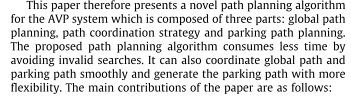 This paper therefore presents a novel path planning algorithm
for the AVP system which is composed of three parts: global path
planning, path coordination strategy and parking path planning.
The proposed path planning algorithm consumes less time by
avoiding invalid searches. It can also coordinate global path and
parking path smoothly and generate the parking path with more
flexibility. The main contributions of the paper are as follows: